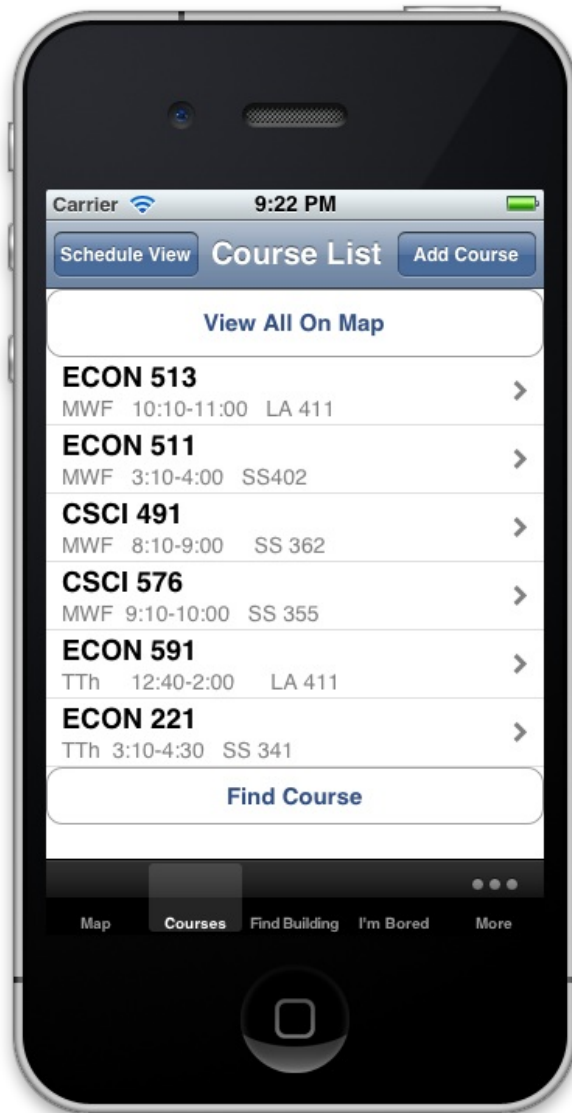 Carrier 9:22 PM
Schedule View Course List Add Course
View All On Map
ECON 513
MWF 10:10-11:00 LA 411
ECON 511
MWF 3:10-4:00 SS402
CSCI 491
MWF 8:10-9:00 SS 362
CSCI 576
MWF 9:10-10:00 SS 355
ECON 591
TTh 12:40-2:00 LA 411
ECON 221
TTh 3:10-4:30 SS 341
Find Course
Map Courses Find Building I'm Bored More